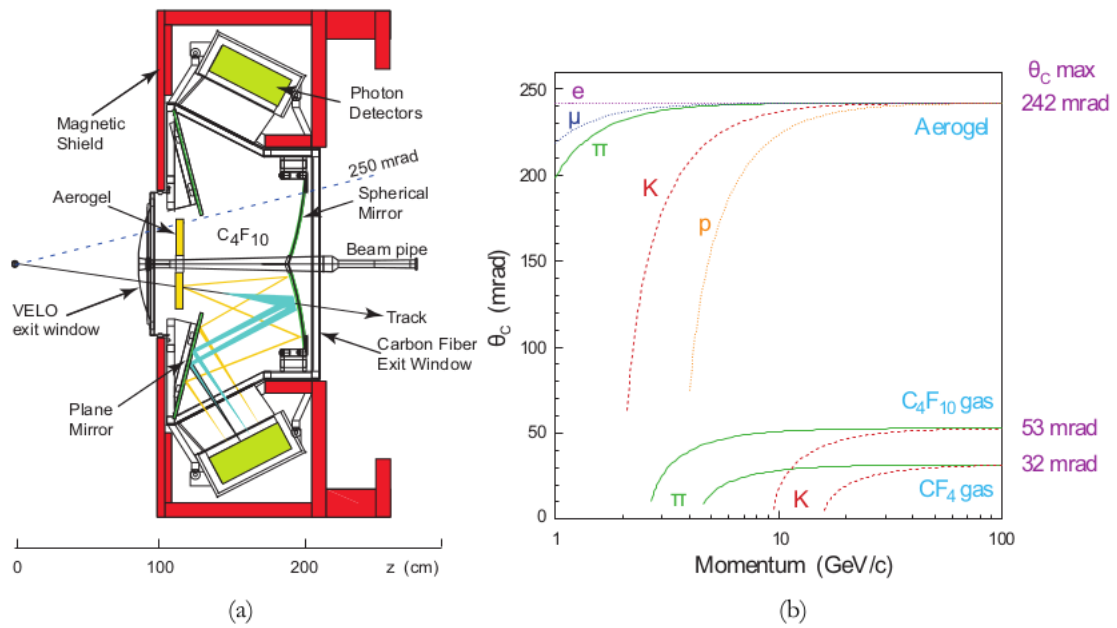 Magnetic
Shield
Photon
Detectors
250 mrad
Aerogel
Spherical
Mirror
C₄F₁₀
Beam pipe
VELO
exit window
Track
Carbon Fiber
Exit Window
Plane
Mirror
0
100
200
z (cm)
(a)
θ_C max
242 mrad
250
200
150
100
50
0
θ_C (mrad)
e
μ
π
K
p
Aerogel
C₄F₁₀ gas
53 mrad
32 mrad
CF₄ gas
π
K
1
10
100
Momentum (GeV/c)
(b)